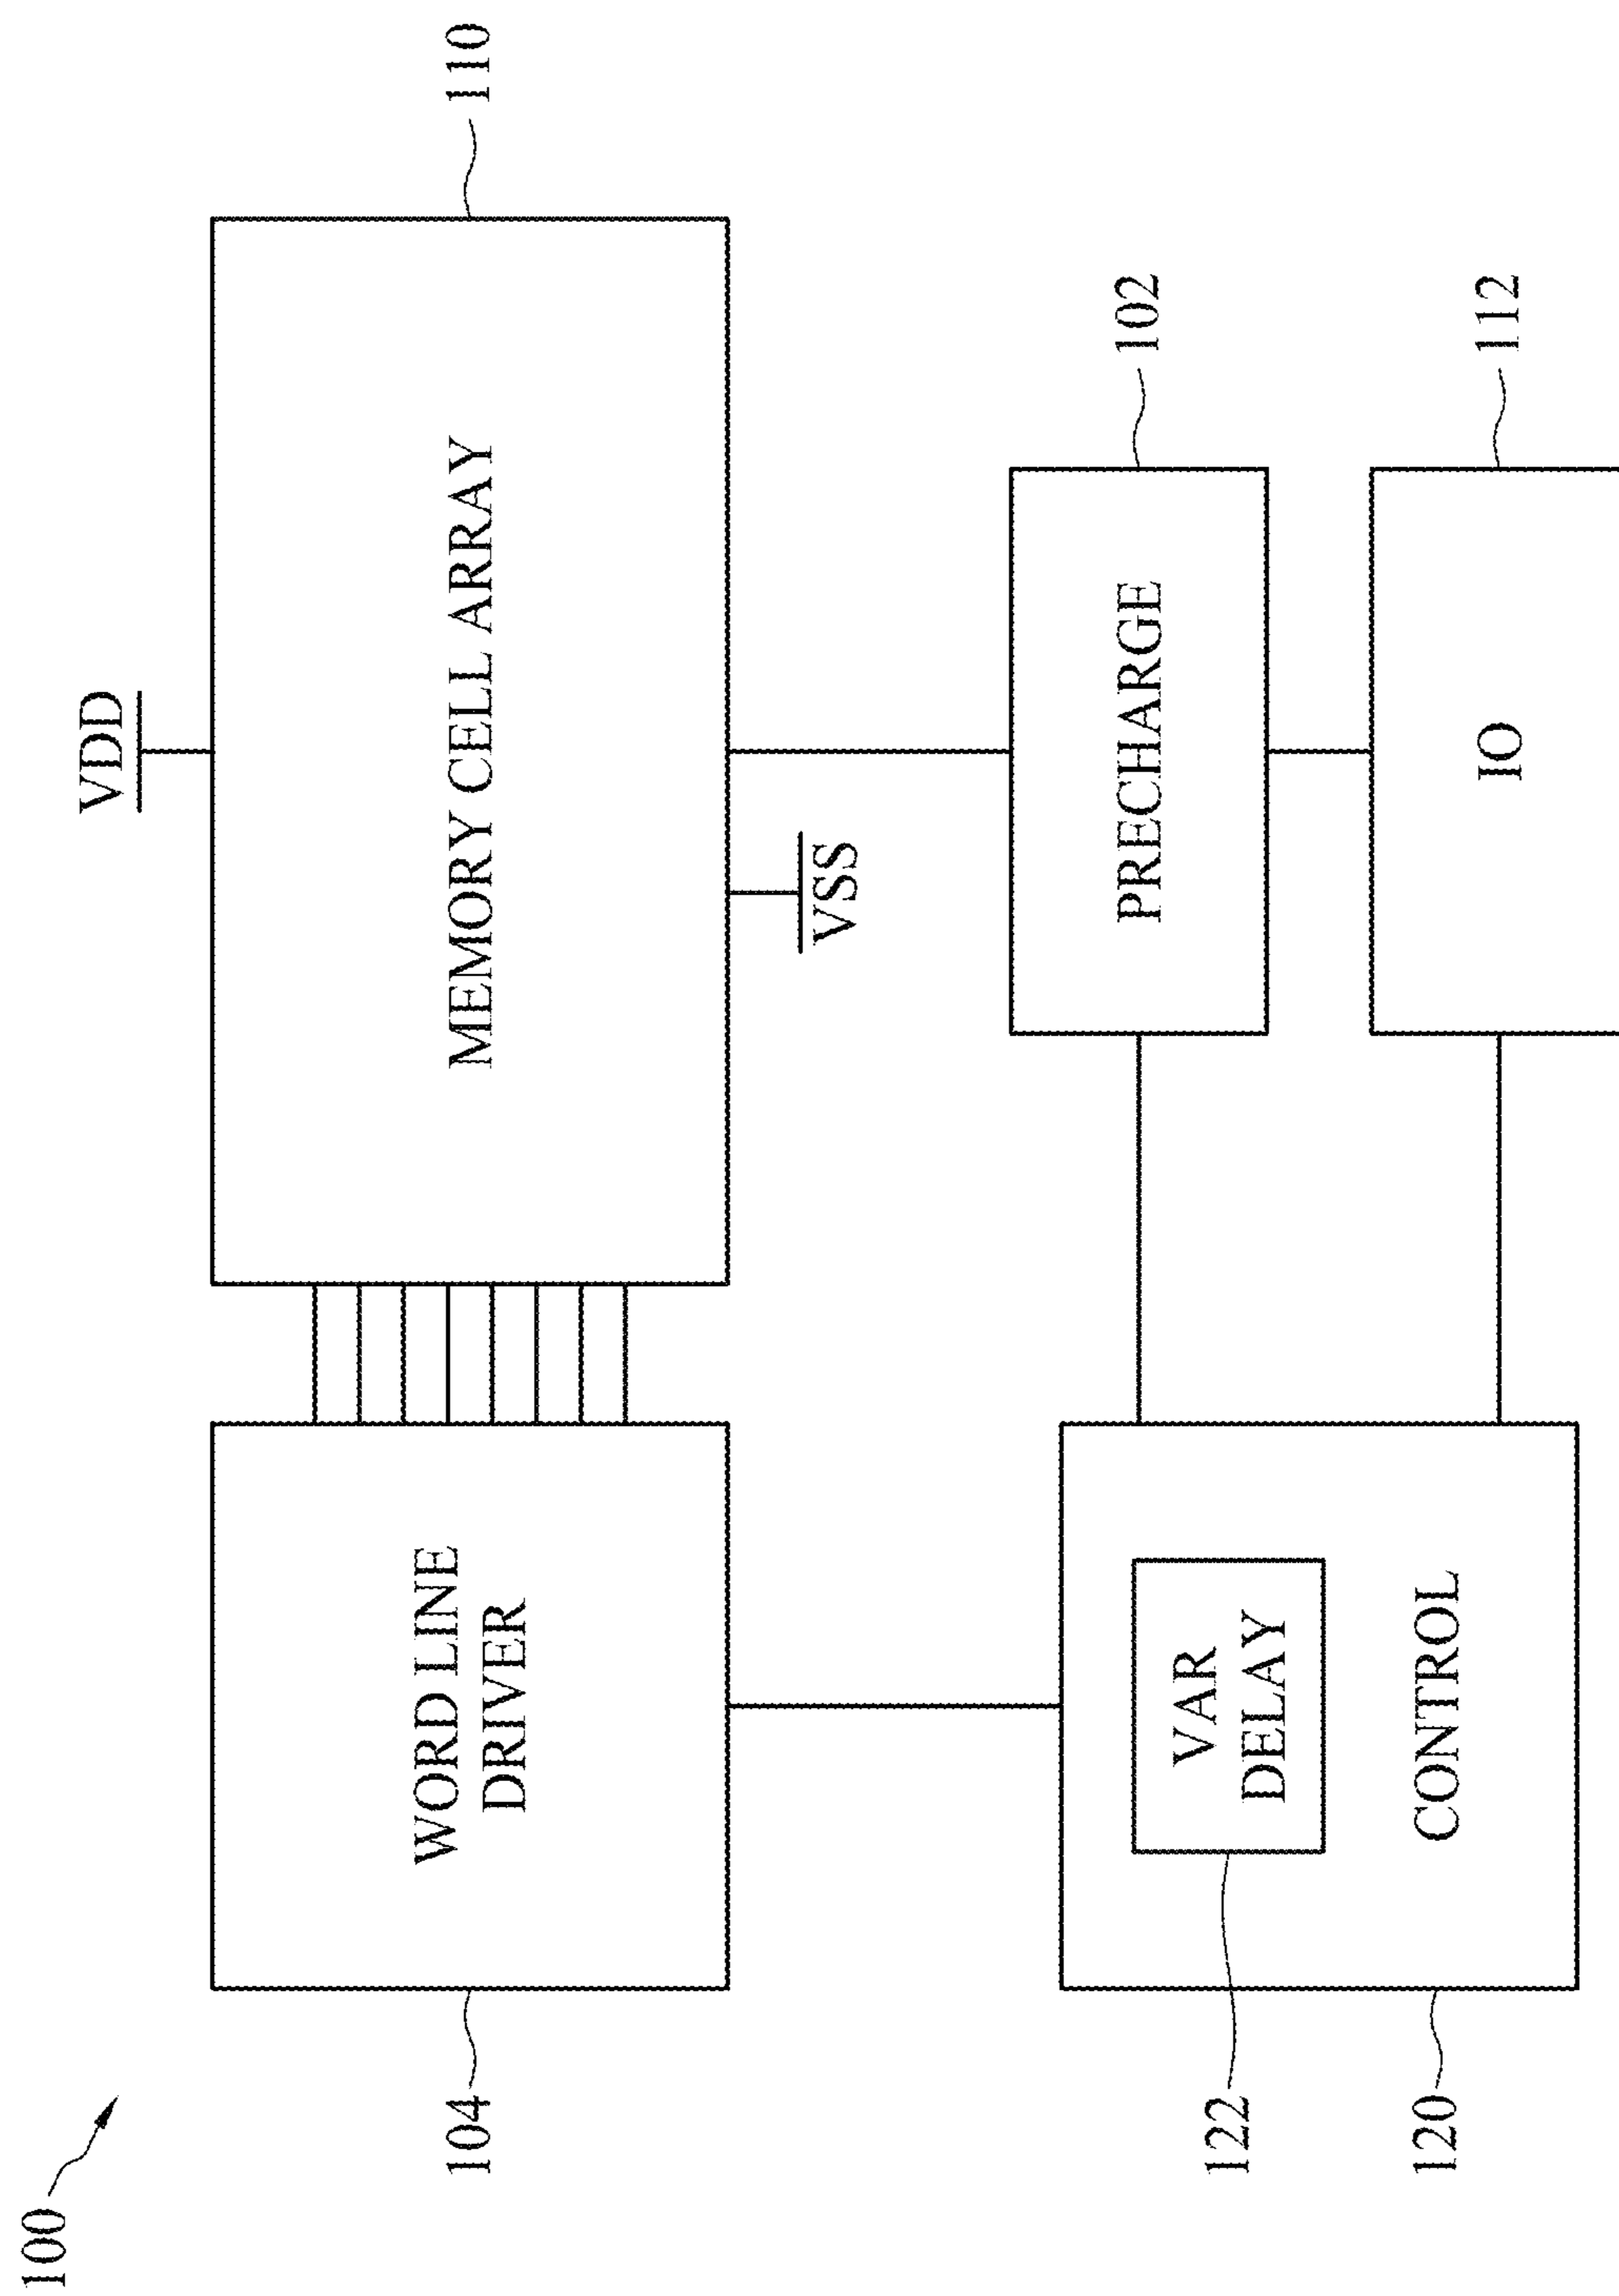 100
VDD
104
WORD LINE
DRIVER
MEMORY CELL ARRAY
110
VSS
122
VAR
DELAY
120
CONTROL
PRECHARGE
102
IO
112